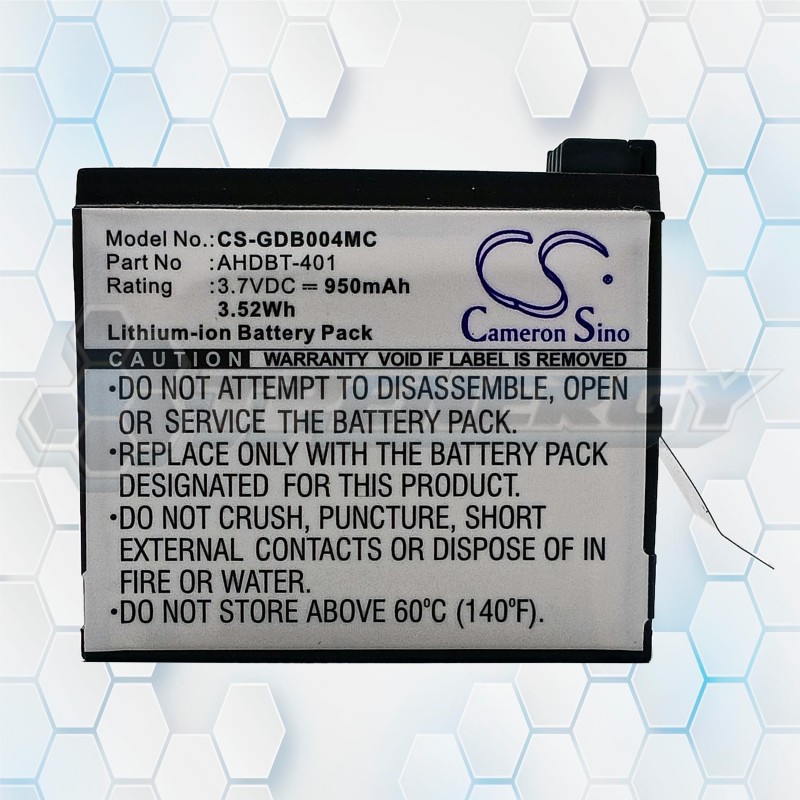 Model No.: CS-GDB004MC
Part No : AHDBT-401
Rating : 3.7VDC ⎓ 950mAh
3.52Wh
Lithium-ion Battery Pack
CS
Cameron Sino
CAUTION WARRANTY VOID IF LABEL IS REMOVED
•DO NOT ATTEMPT TO DISASSEMBLE, OPEN
OR SERVICE THE BATTERY PACK.
•REPLACE ONLY WITH THE BATTERY PACK
DESIGNATED FOR THIS PRODUCT.
•DO NOT CRUSH, PUNCTURE, SHORT
EXTERNAL CONTACTS OR DISPOSE OF IN
FIRE OR WATER.
•DO NOT STORE ABOVE 60°C (140°F).